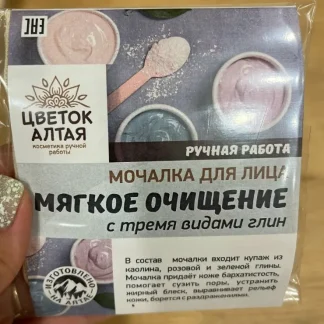 ЕАС
ЦВЕТОК
АЛТАЯ
косметика ручной
работы
РУЧНАЯ РАБОТА
МОЧАЛКА ДЛЯ ЛИЦА
МЯГКОЕ ОЧИЩЕНИЕ
с тремя видами глин
В состав мочалки входит купаж из
каолина, розовой и зеленой глины.
Мочалка придаёт коже бархатистость,
помогает сузить поры, устранить
жирный блеск, выравнивает рельеф
кожи, борется с раздражениями.
ИЗГОТОВЛЕНО
НА АЛТАЕ